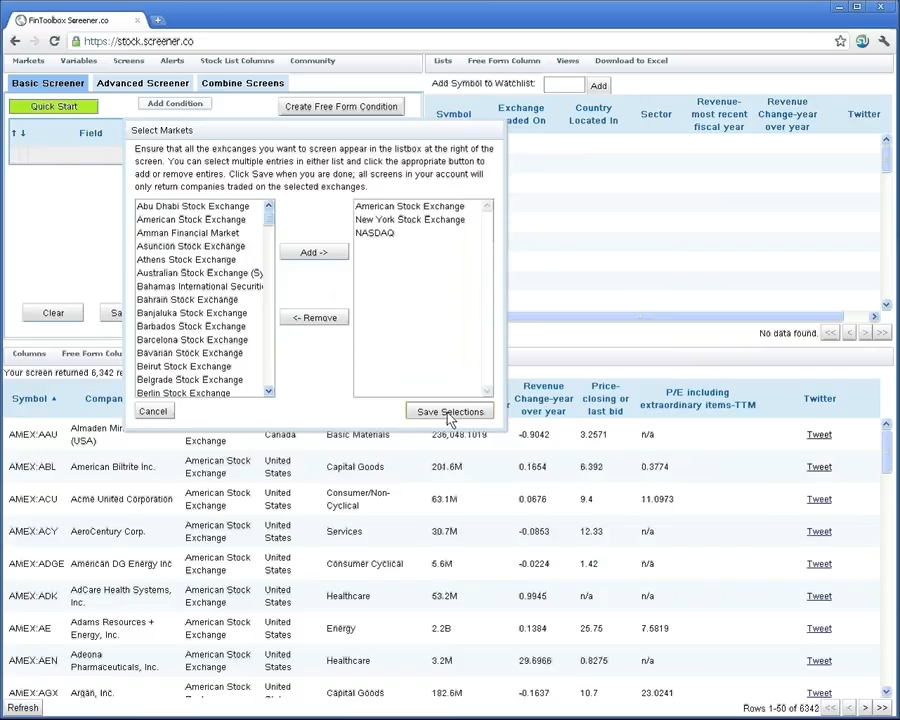 FinToolbox Screener.co
https://stock.screener.co
Markets Variables Screens Alerts Stock List Columns Community
Lists Free Form Column Views Download to Excel
Basic Screener Advanced Screener Combine Screens
Add Symbol to Watchlist: Add
Quick Start Add Condition Create Free Form Condition
Field
Symbol Exchange Country Located In Sector Revenue-most recent fiscal year Revenue Change-year over year Twitter
Select Markets
Ensure that all the exhcanges you want to screen appear in the listbox at the right of the
screen. You can select multiple entries in either list and click the appropriate button to
add or remove entires. Click Save when you are done; all screens in your account will
only return companies traded on the selected exchanges.
Abu Dhabi Stock Exchange
American Stock Exchange
Amman Financial Market
Asuncion Stock Exchange
Athens Stock Exchange
Australian Stock Exchange (Sy
Bahamas International Securiti
Bahrain Stock Exchange
Banjaluka Stock Exchange
Barbados Stock Exchange
Barcelona Stock Exchange
Bavarian Stock Exchange
Beirut Stock Exchange
Belgrade Stock Exchange
Berlin Stock Exchange
Add ->
<- Remove
American Stock Exchange
New York Stock Exchange
NASDAQ
Cancel Save Selections
Clear
No data found. << < > >>
Columns
Your screen returned 6,342
Symbol Revenue Change-year over year Price-closing or last bid P/E including extraordinary items-TTM Twitter
AMEX:AAU (USA) Exchange Canada Basic Materials 236,048.1019 -0.9042 3.2571 n/a Tweet
AMEX:ABL American Biltrite Inc. American Stock Exchange United States Capital Goods 201.6M 0.1654 6.392 0.3774 Tweet
AMEX:ACU Acme United Corporation American Stock Exchange United States Consumer/Non-Cyclical 63.1M 0.0676 9.4 11.0973 Tweet
AMEX:ACY AeroCentury Corp. American Stock Exchange United States Services 30.7M -0.0853 12.33 n/a Tweet
AMEX:ADGE American DG Energy Inc American Stock Exchange United States Consumer Cyclical 5.6M -0.0224 1.42 n/a Tweet
AMEX:ADK AdCare Health Systems, Inc. American Stock Exchange United States Healthcare 53.2M 0.9945 n/a n/a Tweet
AMEX:AE Adams Resources + Energy, Inc. American Stock Exchange United States Energy 2.2B 0.1384 25.75 7.5819 Tweet
AMEX:AEN Adeona Pharmaceuticals, Inc. American Stock Exchange United States Healthcare 3.2M 29.6966 0.8275 n/a Tweet
AMEX:AGX Argan, Inc. American Stock United States Capital Goods 182.6M -0.1637 10.7 23.0241 Tweet
Refresh Rows 1-50 of 6342 << < > >>